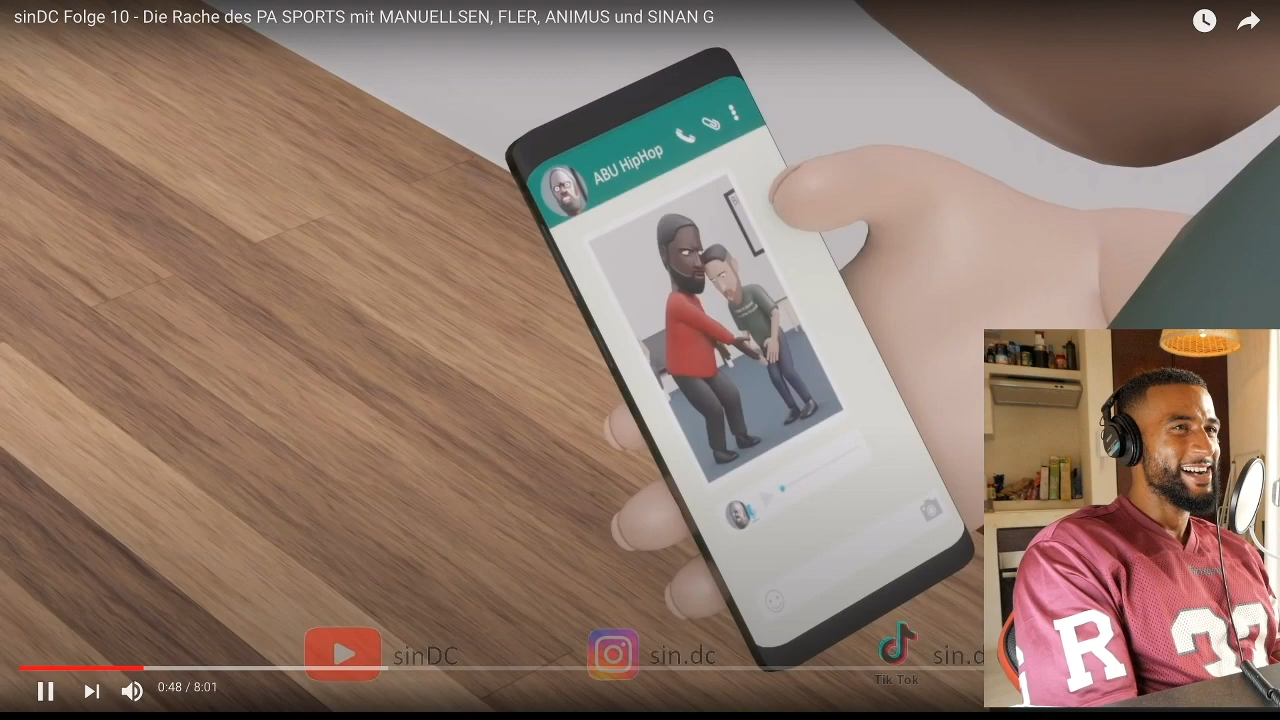 sinDC Folge 10 - Die Rache des PA SPORTS mit MANUELLSEN, FLER, ANIMUS und SINAN G
ABU HipHop
sinDC
sin.dc
sin.d
Tik Tok
0:48 / 8:01
R